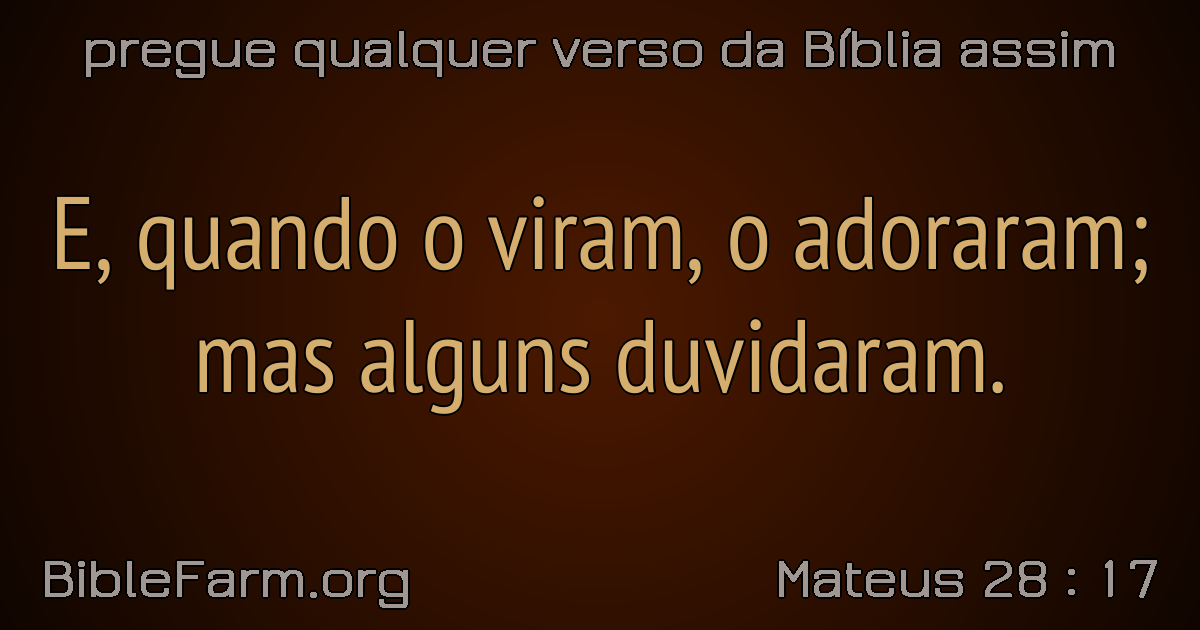 pregue qualquer verso da Bíblia assim
E, quando o viram, o adoraram;
mas alguns duvidaram.
BibleFarm.org
Mateus 28 : 17